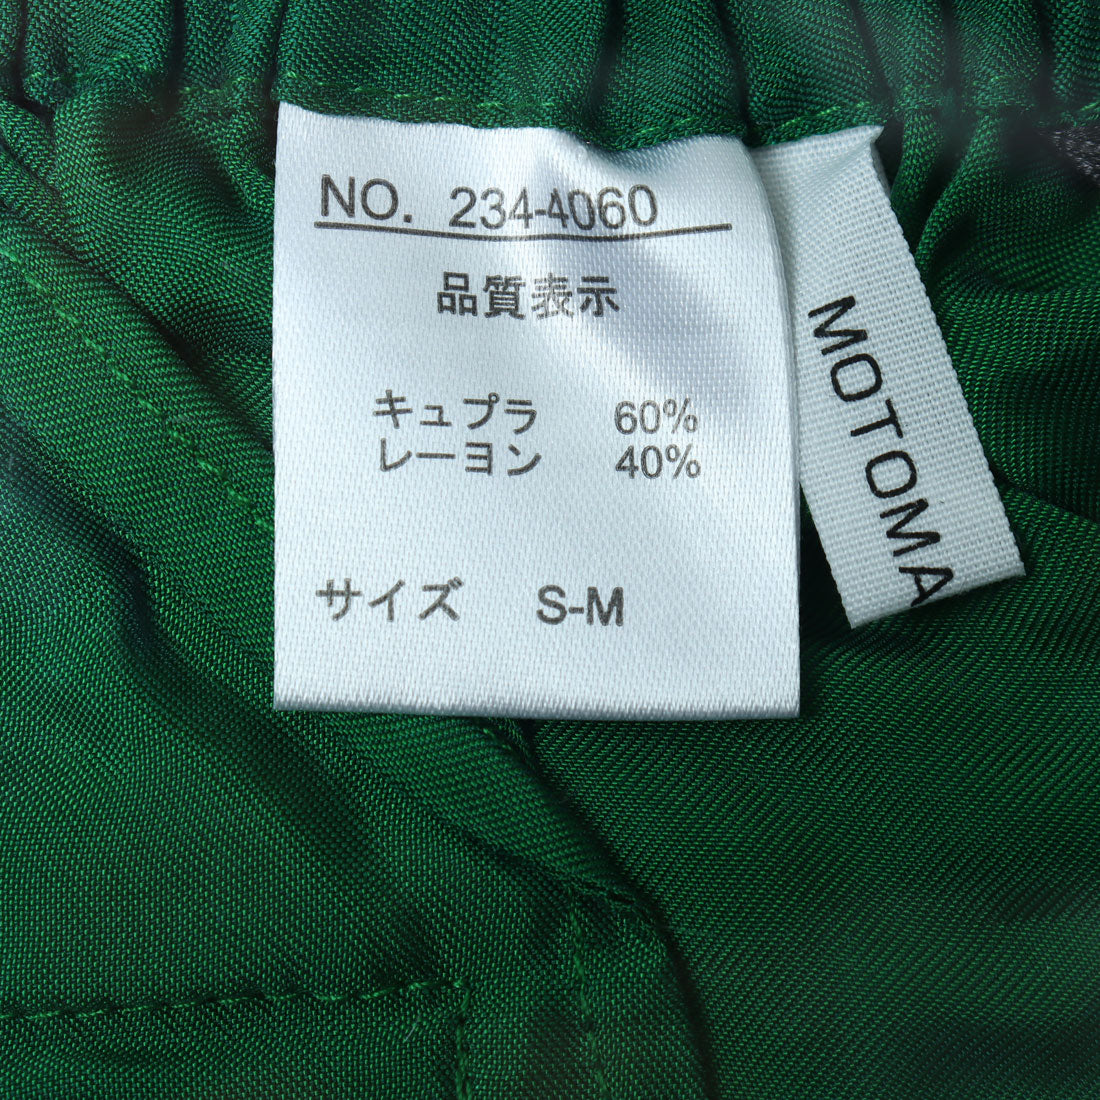 NO. 234-4060
品質表示
キュプラ 60%
レーヨン 40%
サイズ S-M
MOTOMA